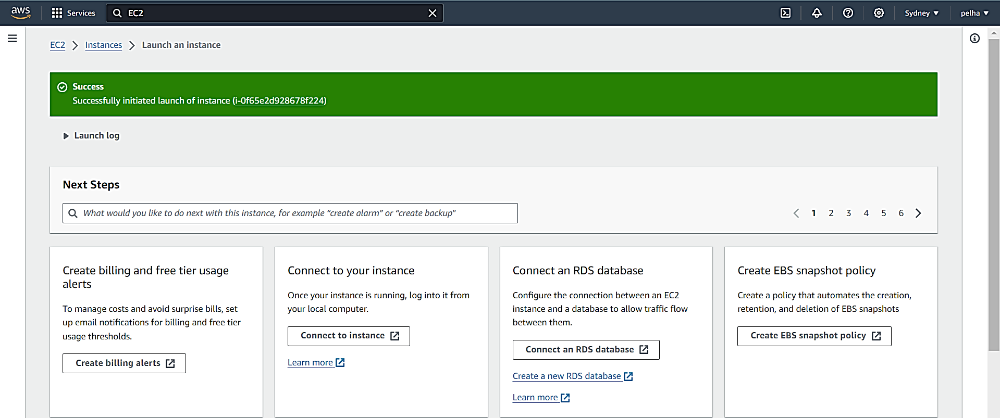 aws Services EC2 Sydney pelha
EC2 Instances Launch an instance
Success
Successfully initiated launch of instance (i-0f65e2d928678f224)
Launch log
Next Steps
What would you like to do next with this instance, for example “create alarm” or “create backup"
1 2 3 4 5 6
Create billing and free tier usage
alerts
To manage costs and avoid surprise bills, set
up email notifications for billing and free tier
usage thresholds.
Create billing alerts
Connect to your instance
Once your instance is running, log into it from
your local computer.
Connect to instance
Learn more
Connect an RDS database
Configure the connection between an EC2
instance and a database to allow traffic flow
between them.
Connect an RDS database
Create a new RDS database
Learn more
Create EBS snapshot policy
Create a policy that automates the creation,
retention, and deletion of EBS snapshots
Create EBS snapshot policy